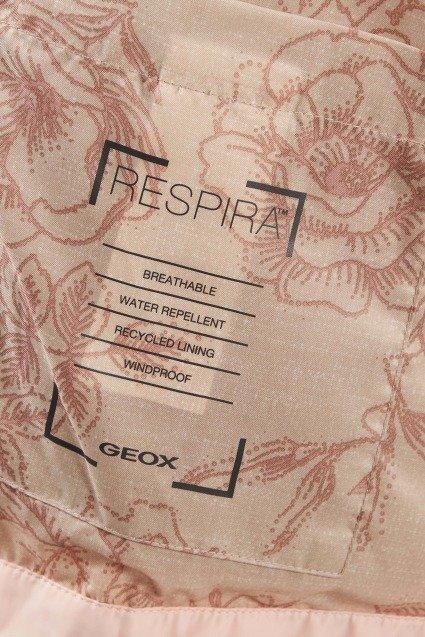 RESPIRA™
BREATHABLE
WATER REPELLENT
RECYCLED LINING
WINDPROOF
GEOX